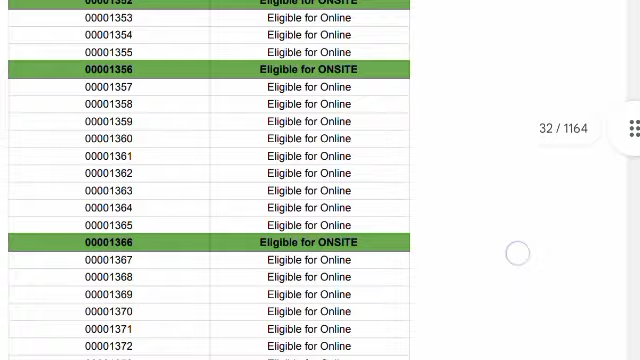 00001352 Eligible for ONSITE
00001353 Eligible for Online
00001354 Eligible for Online
00001355 Eligible for Online
00001356 Eligible for ONSITE
00001357 Eligible for Online
00001358 Eligible for Online
00001359 Eligible for Online
00001360 Eligible for Online
00001361 Eligible for Online
00001362 Eligible for Online
00001363 Eligible for Online
00001364 Eligible for Online
00001365 Eligible for Online
00001366 Eligible for ONSITE
00001367 Eligible for Online
00001368 Eligible for Online
00001369 Eligible for Online
00001370 Eligible for Online
00001371 Eligible for Online
00001372 Eligible for Online
32 / 1164